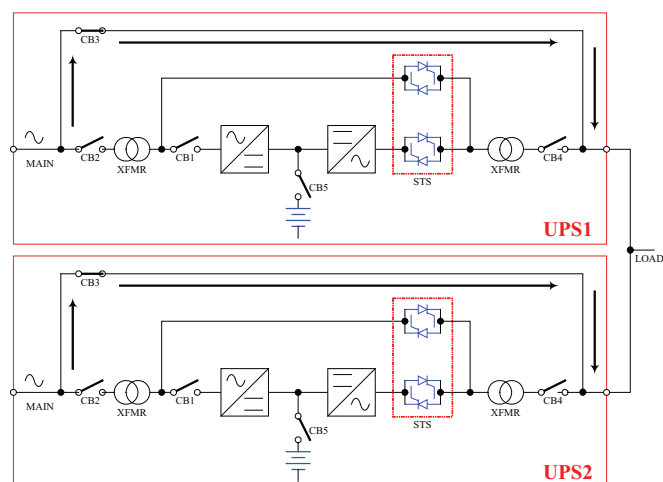 CB3
MAIN
CB2
XFMR
CB1
CB5
STS
XFMR
CB4
UPS1
LOAD
CB3
MAIN
CB2
XFMR
CB1
CB5
STS
XFMR
CB4
UPS2